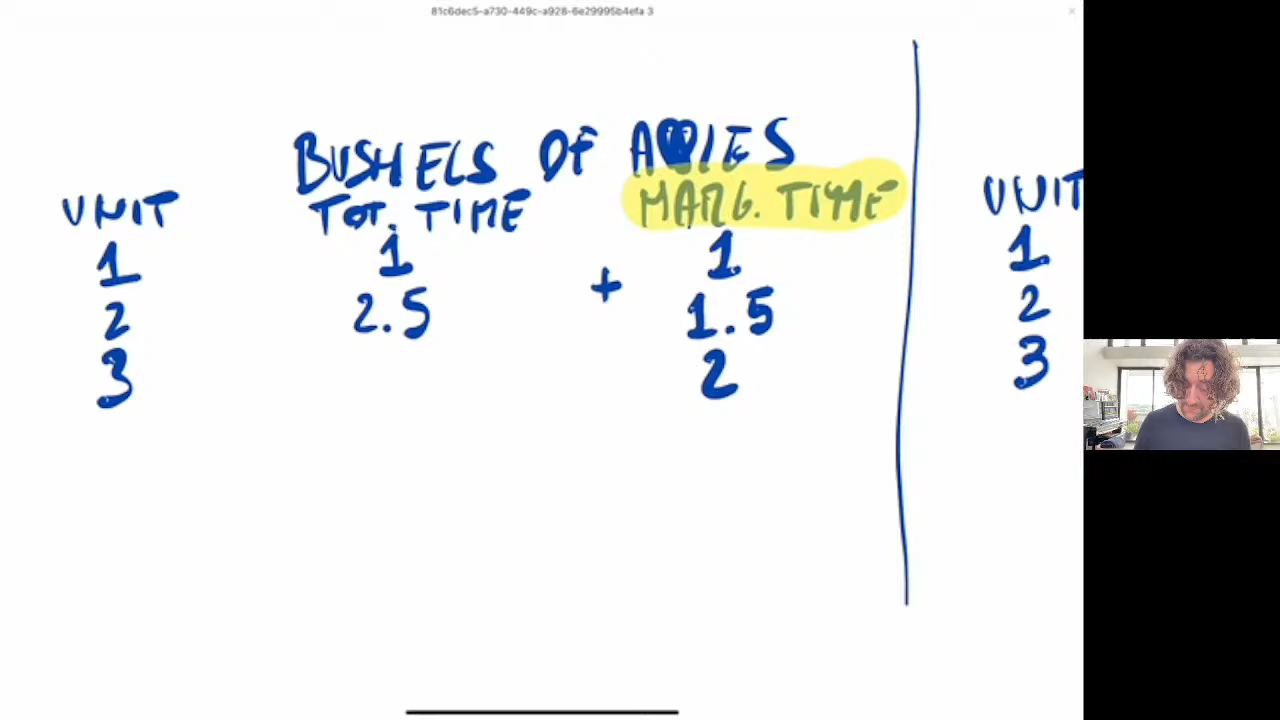 81c6dec5-a730-449c-a928-6e29995b4efa 3
BUSHELS OF APPLES
UNIT TOT. TIME MARG. TIME UNIT
1 1 1 1
2 2.5 + 1.5 2
3 2 3